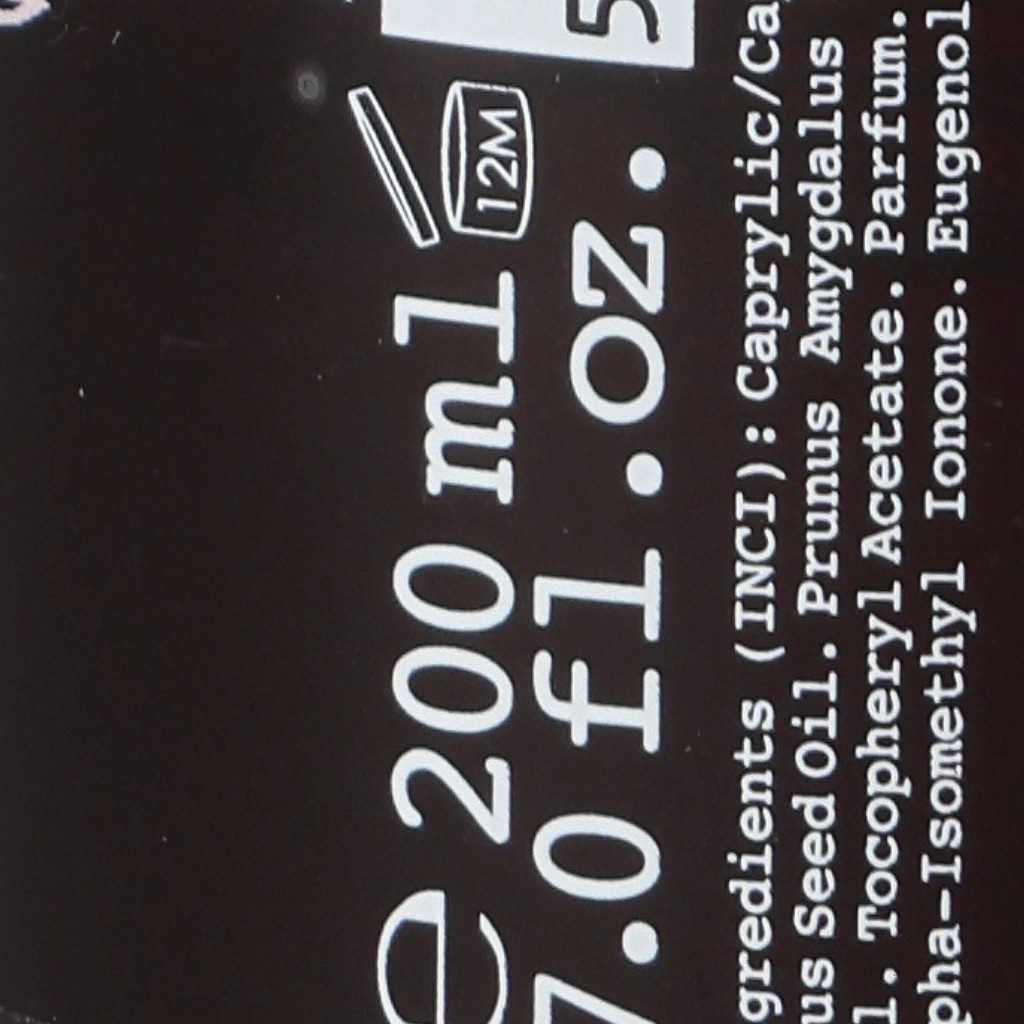 5
12M
e 200 ml
7.0 fl.oz.
gredients (INCI): Caprylic/Ca
us Seed Oil. Prunus Amygdalus
l. Tocopheryl Acetate. Parfum.
pha-Isomethyl Ionone. Eugenol